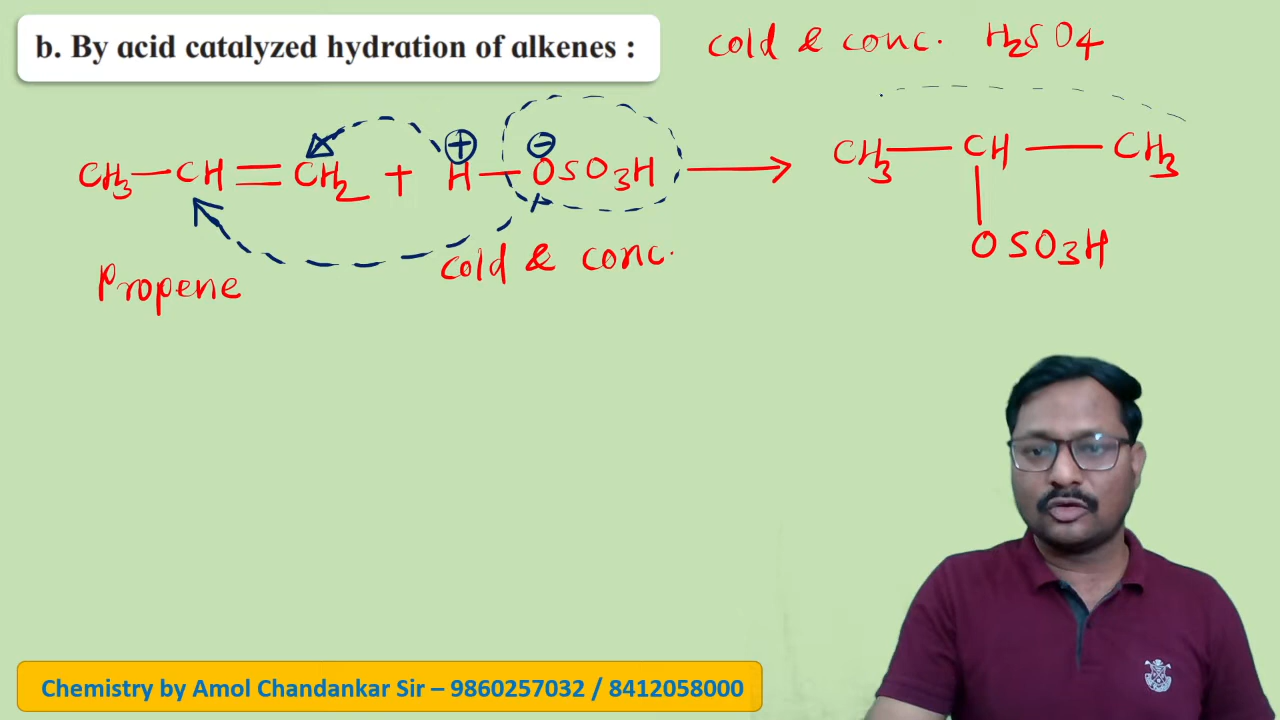 b. By acid catalyzed hydration of alkenes :
cold & conc. H2SO4
CH3—CH=CH2 + H—OSO3H ⟶ CH3—CH—CH3
⊕ ⊖
OSO3H
Propene
cold & conc.
Chemistry by Amol Chandankar Sir – 9860257032 / 8412058000